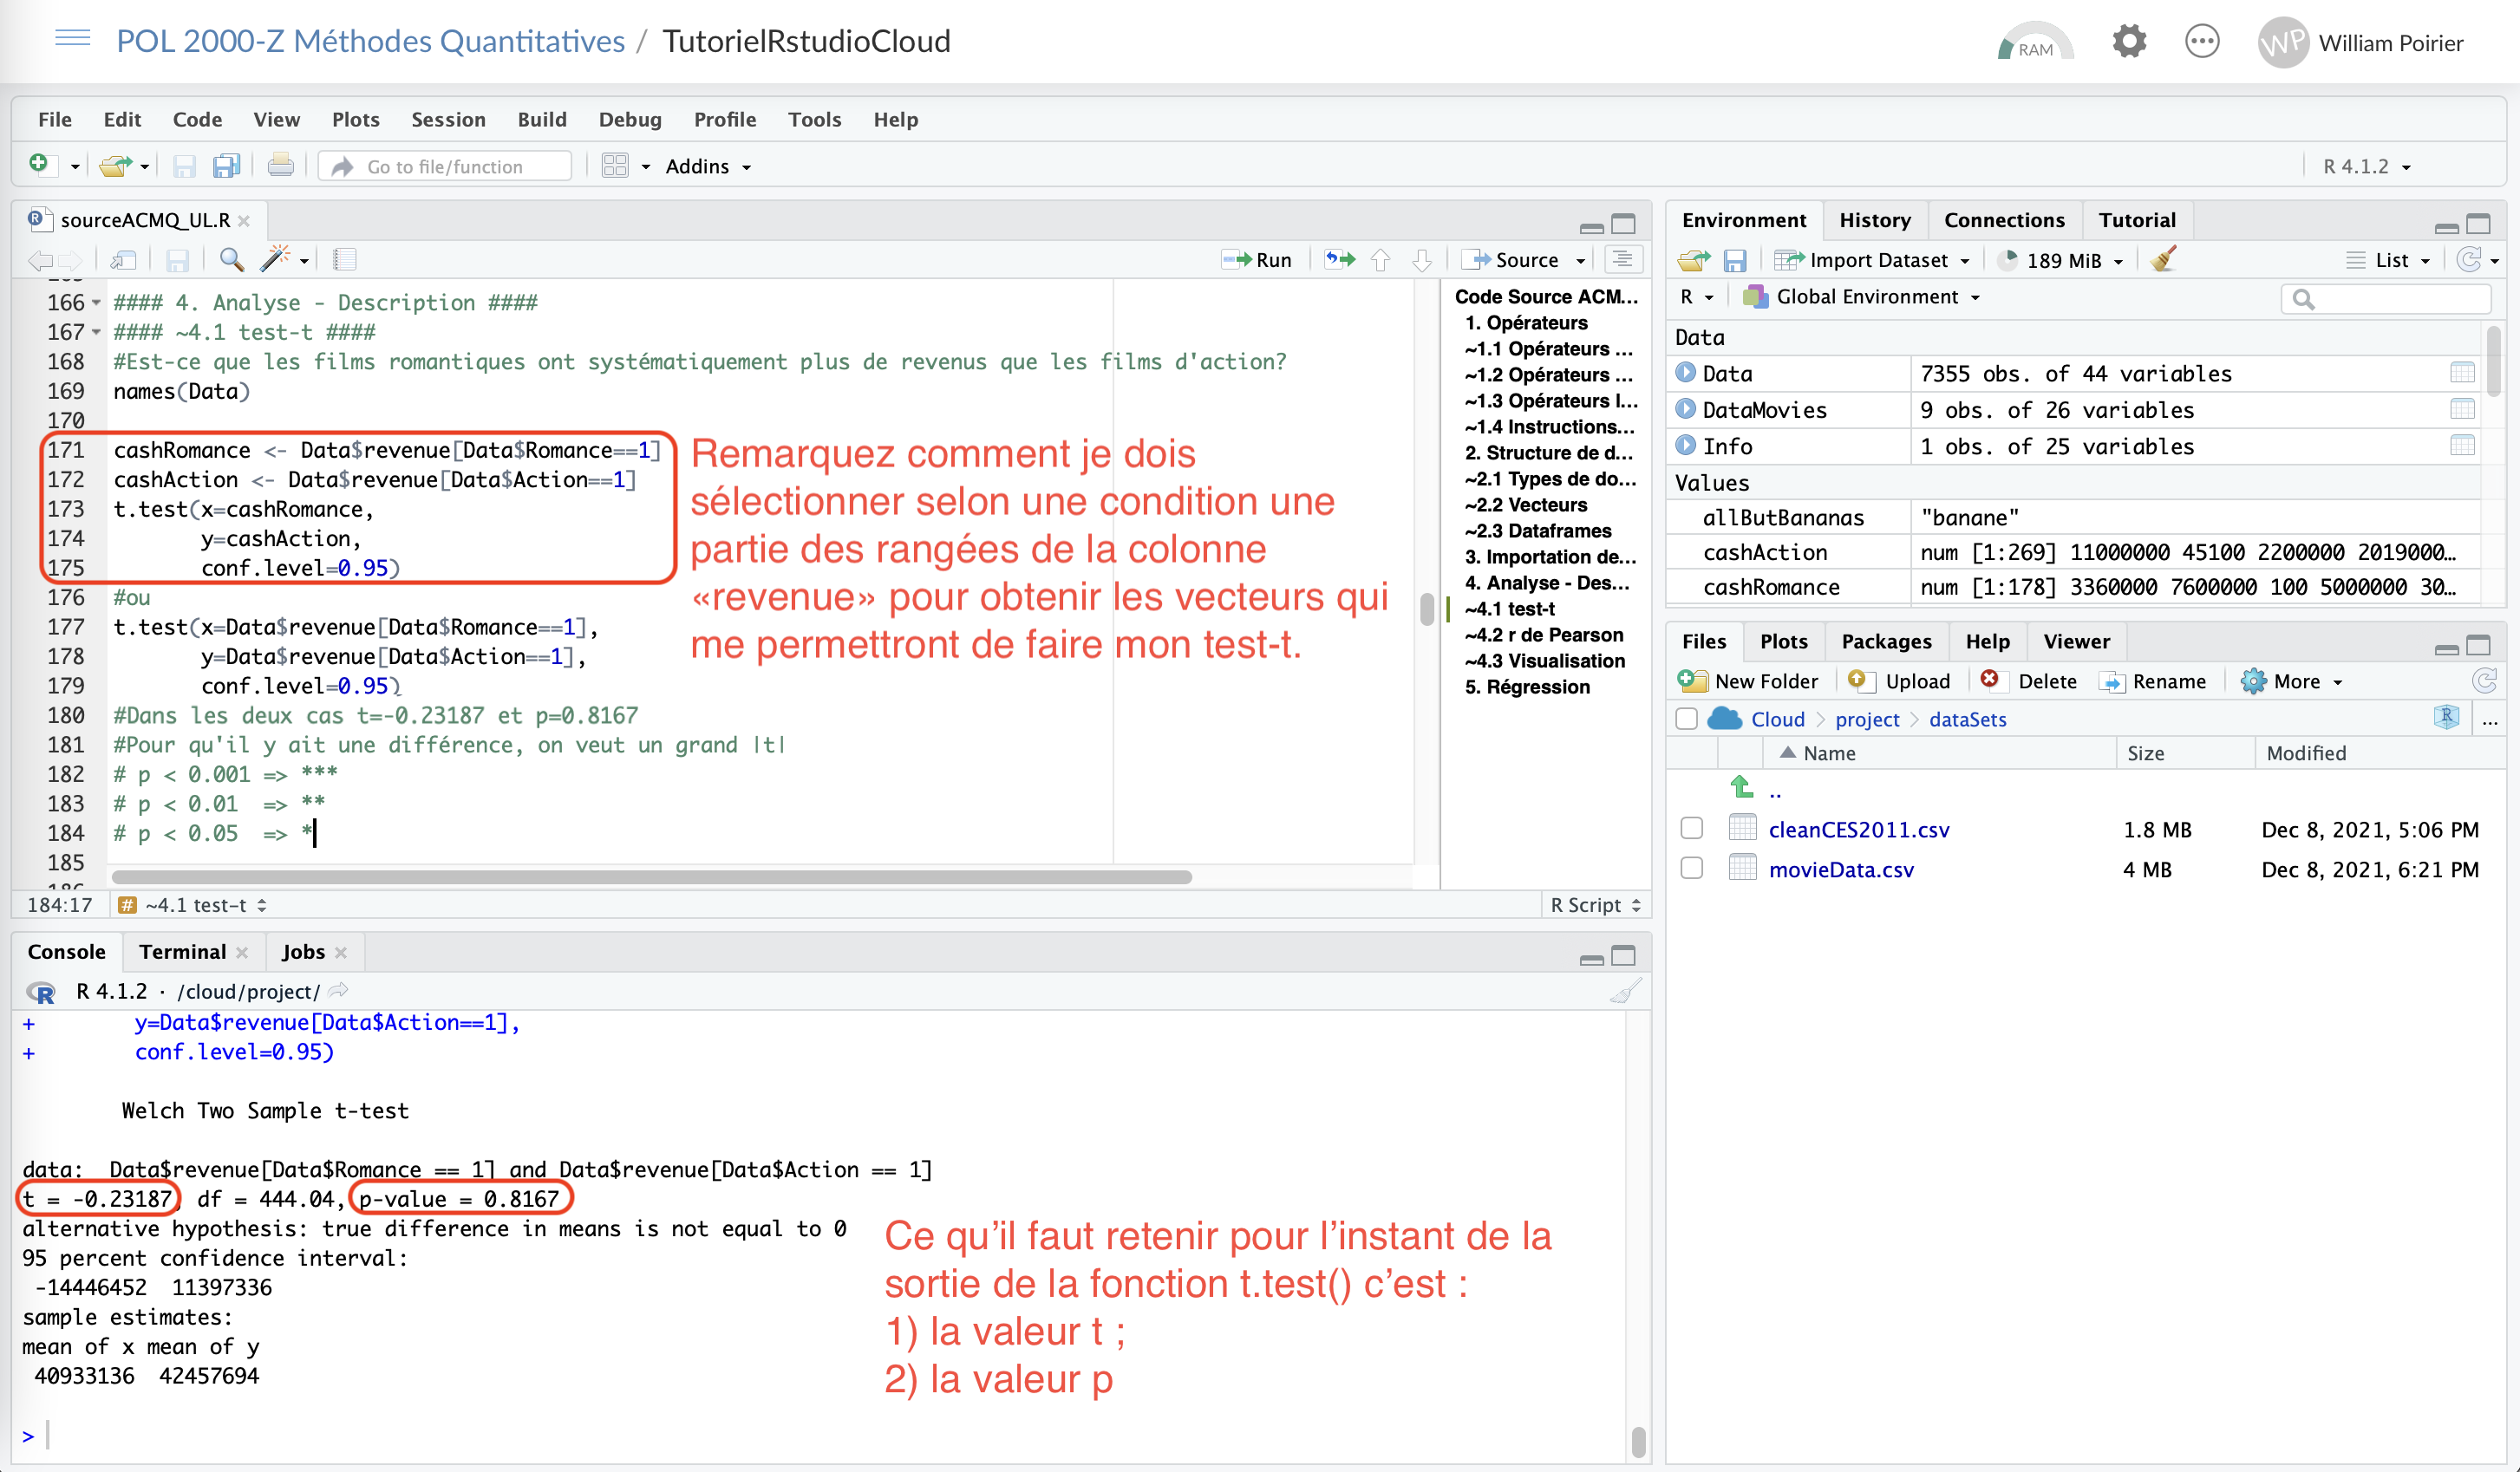 POL 2000-Z Méthodes Quantitatives / TutorielRstudioCloud
RAM
WP
William Poirier
File Edit Code View Plots Session Build Debug Profile Tools Help
Go to file/function
Addins
R 4.1.2
sourceACMQ_UL.R
Run
Source
166 #### 4. Analyse - Description ####
167 #### ~4.1 test-t ####
168 #Est-ce que les films romantiques ont systématiquement plus de revenus que les films d'action?
169 names(Data)
170
171 cashRomance <- Data$revenue[Data$Romance==1]
172 cashAction <- Data$revenue[Data$Action==1]
173 t.test(x=cashRomance,
174 y=cashAction,
175 conf.level=0.95)
176 #ou
177 t.test(x=Data$revenue[Data$Romance==1],
178 y=Data$revenue[Data$Action==1],
179 conf.level=0.95)
180 #Dans les deux cas t=-0.23187 et p=0.8167
181 #Pour qu'il y ait une différence, on veut un grand |t|
182 # p < 0.001 => ***
183 # p < 0.01 => **
184 # p < 0.05 => *
185
Remarquez comment je dois
sélectionner selon une condition une
partie des rangées de la colonne
«revenue» pour obtenir les vecteurs qui
me permettront de faire mon test-t.
Code Source ACM...
1. Opérateurs
~1.1 Opérateurs ...
~1.2 Opérateurs ...
~1.3 Opérateurs l...
~1.4 Instructions...
2. Structure de d...
~2.1 Types de do...
~2.2 Vecteurs
~2.3 Dataframes
3. Importation de...
4. Analyse - Des...
~4.1 test-t
~4.2 r de Pearson
~4.3 Visualisation
5. Régression
184:17 # ~4.1 test-t
R Script
Console Terminal Jobs
R 4.1.2 · /cloud/project/
+ y=Data$revenue[Data$Action==1],
+ conf.level=0.95)
Welch Two Sample t-test
data: Data$revenue[Data$Romance == 1] and Data$revenue[Data$Action == 1]
t = -0.23187, df = 444.04, p-value = 0.8167
alternative hypothesis: true difference in means is not equal to 0
95 percent confidence interval:
-14446452 11397336
sample estimates:
mean of x mean of y
40933136 42457694
>
Ce qu’il faut retenir pour l’instant de la
sortie de la fonction t.test() c’est :
1) la valeur t ;
2) la valeur p
Environment History Connections Tutorial
Import Dataset 189 MiB List
R Global Environment
Data
Data 7355 obs. of 44 variables
DataMovies 9 obs. of 26 variables
Info 1 obs. of 25 variables
Values
allButBananas "banane"
cashAction num [1:269] 11000000 45100 2200000 2019000…
cashRomance num [1:178] 3360000 7600000 100 5000000 30…
Files Plots Packages Help Viewer
New Folder Upload Delete Rename More
Cloud project dataSets R ...
Name Size Modified
..
cleanCES2011.csv 1.8 MB Dec 8, 2021, 5:06 PM
movieData.csv 4 MB Dec 8, 2021, 6:21 PM